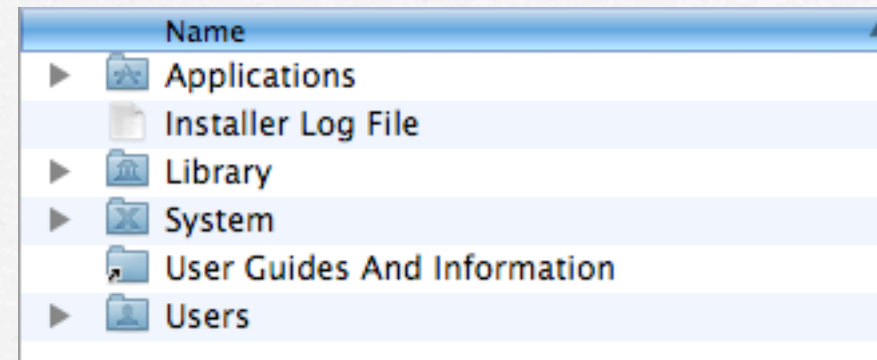 Name
Applications
Installer Log File
Library
System
User Guides And Information
Users